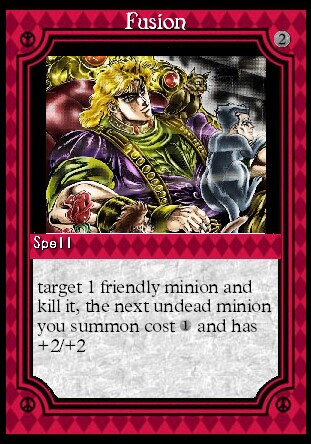 Fusion
2
Spell
target 1 friendly minion and
kill it, the next undead minion
you summon cost 1 and has
+2/+2